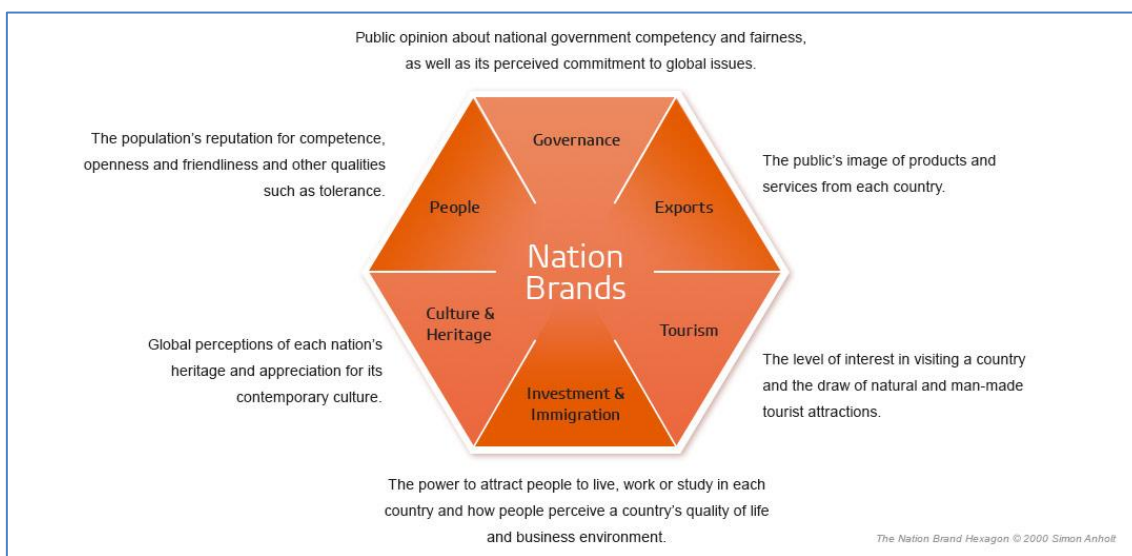 Public opinion about national government competency and fairness,
as well as its perceived commitment to global issues.
Governance
The population’s reputation for competence,
openness and friendliness and other qualities
such as tolerance.
People
Exports
The public’s image of products and
services from each country.
Nation
Brands
Culture &
Heritage
Tourism
Global perceptions of each nation’s
heritage and appreciation for its
contemporary culture.
The level of interest in visiting a country
and the draw of natural and man-made
tourist attractions.
Investment &
Immigration
The power to attract people to live, work or study in each
country and how people perceive a country’s quality of life
and business environment.
The Nation Brand Hexagon © 2000 Simon Anholt